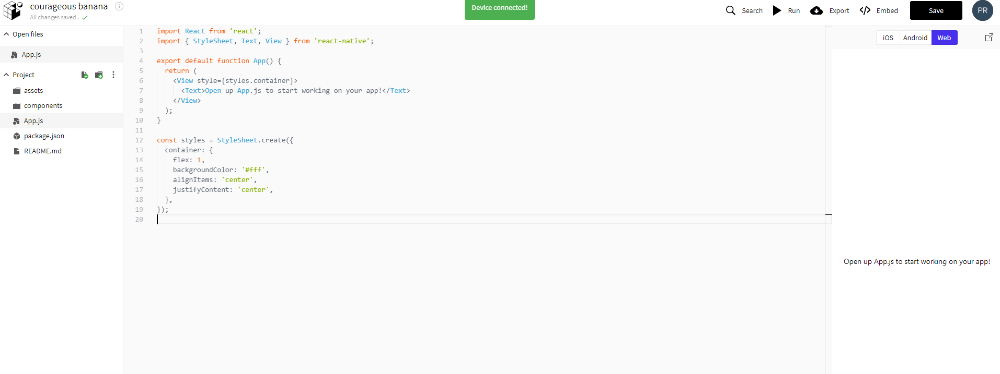 courageous banana
All changes saved .
Device connected!
Search Run Export Embed Save PR
Open files
App.js
Project
assets
components
App.js
package.json
README.md
1 import React from 'react';
2 import { StyleSheet, Text, View } from 'react-native';
3
4 export default function App() {
5   return (
6     <View style={styles.container}>
7       <Text>Open up App.js to start working on your app!</Text>
8     </View>
9   );
10 }
11
12 const styles = StyleSheet.create({
13   container: {
14     flex: 1,
15     backgroundColor: '#fff',
16     alignItems: 'center',
17     justifyContent: 'center',
18   },
19 });
20
iOS Android Web
Open up App.js to start working on your app!